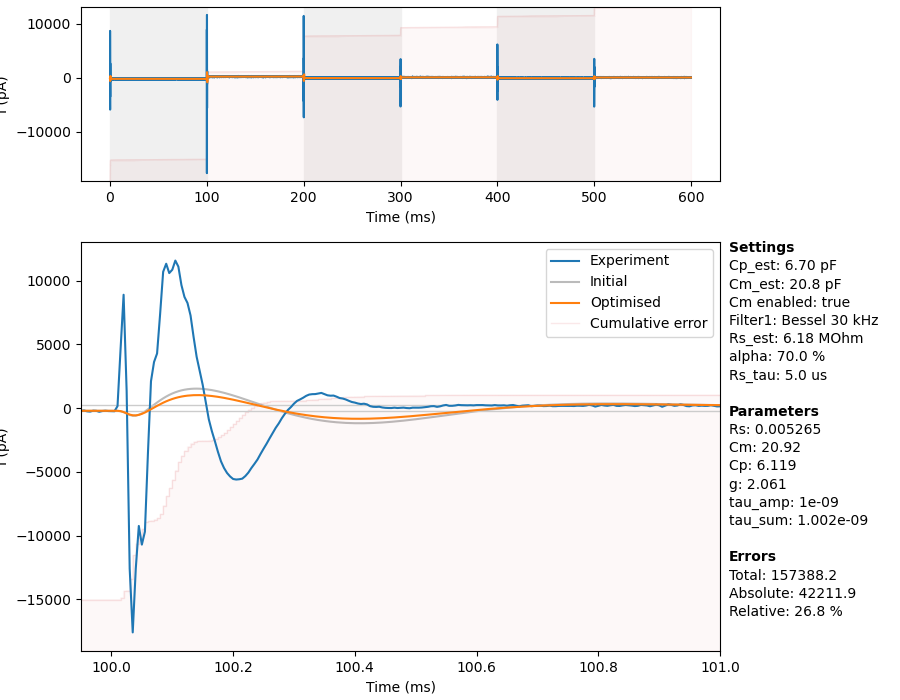 10000
0
−10000
I (pA)
0 100 200 300 400 500 600
Time (ms)
10000
5000
0
−5000
−10000
−15000
I (pA)
Experiment
Initial
Optimised
Cumulative error
100.0 100.2 100.4 100.6 100.8 101.0
Time (ms)
Settings
Cp_est: 6.70 pF
Cm_est: 20.8 pF
Cm enabled: true
Filter1: Bessel 30 kHz
Rs_est: 6.18 MOhm
alpha: 70.0 %
Rs_tau: 5.0 us
Parameters
Rs: 0.005265
Cm: 20.92
Cp: 6.119
g: 2.061
tau_amp: 1e-09
tau_sum: 1.002e-09
Errors
Total: 157388.2
Absolute: 42211.9
Relative: 26.8 %